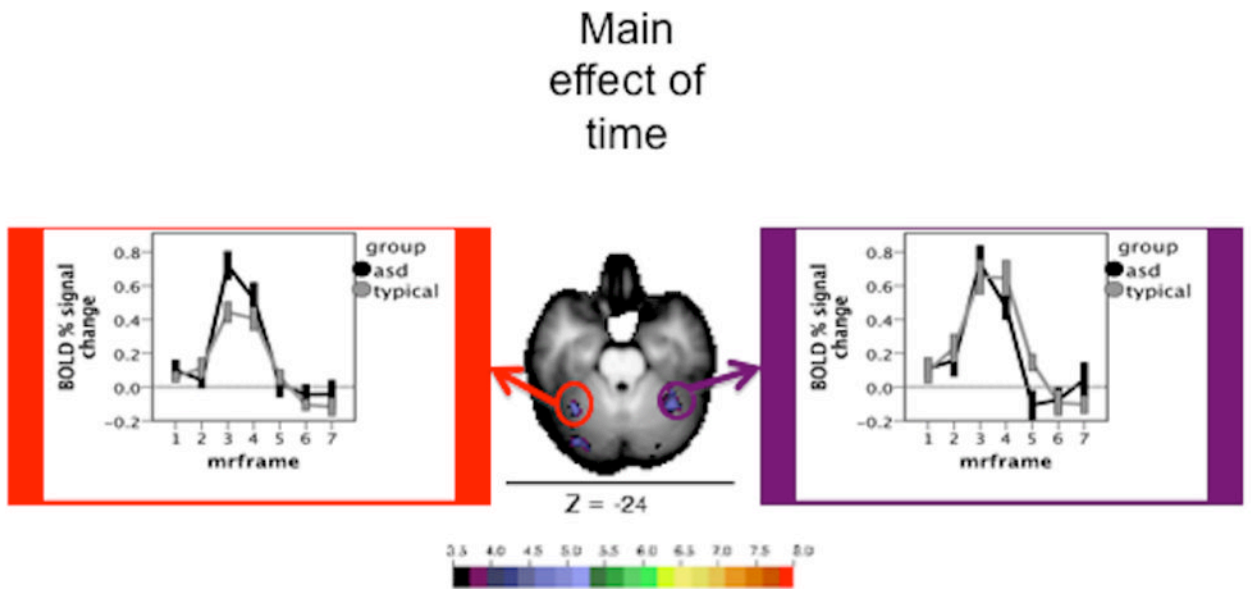 Main
effect of
time
BOLD % signal
change
0.8
0.6
0.4
0.2
0.0
-0.2
group
asd
typical
1 2 3 4 5 6 7
mrframe
BOLD % signal
change
0.8
0.6
0.4
0.2
0.0
-0.2
group
asd
typical
1 2 3 4 5 6 7
mrframe
Z = -24
3.5 4.0 4.5 5.0 5.5 6.0 6.5 7.0 7.5 8.0